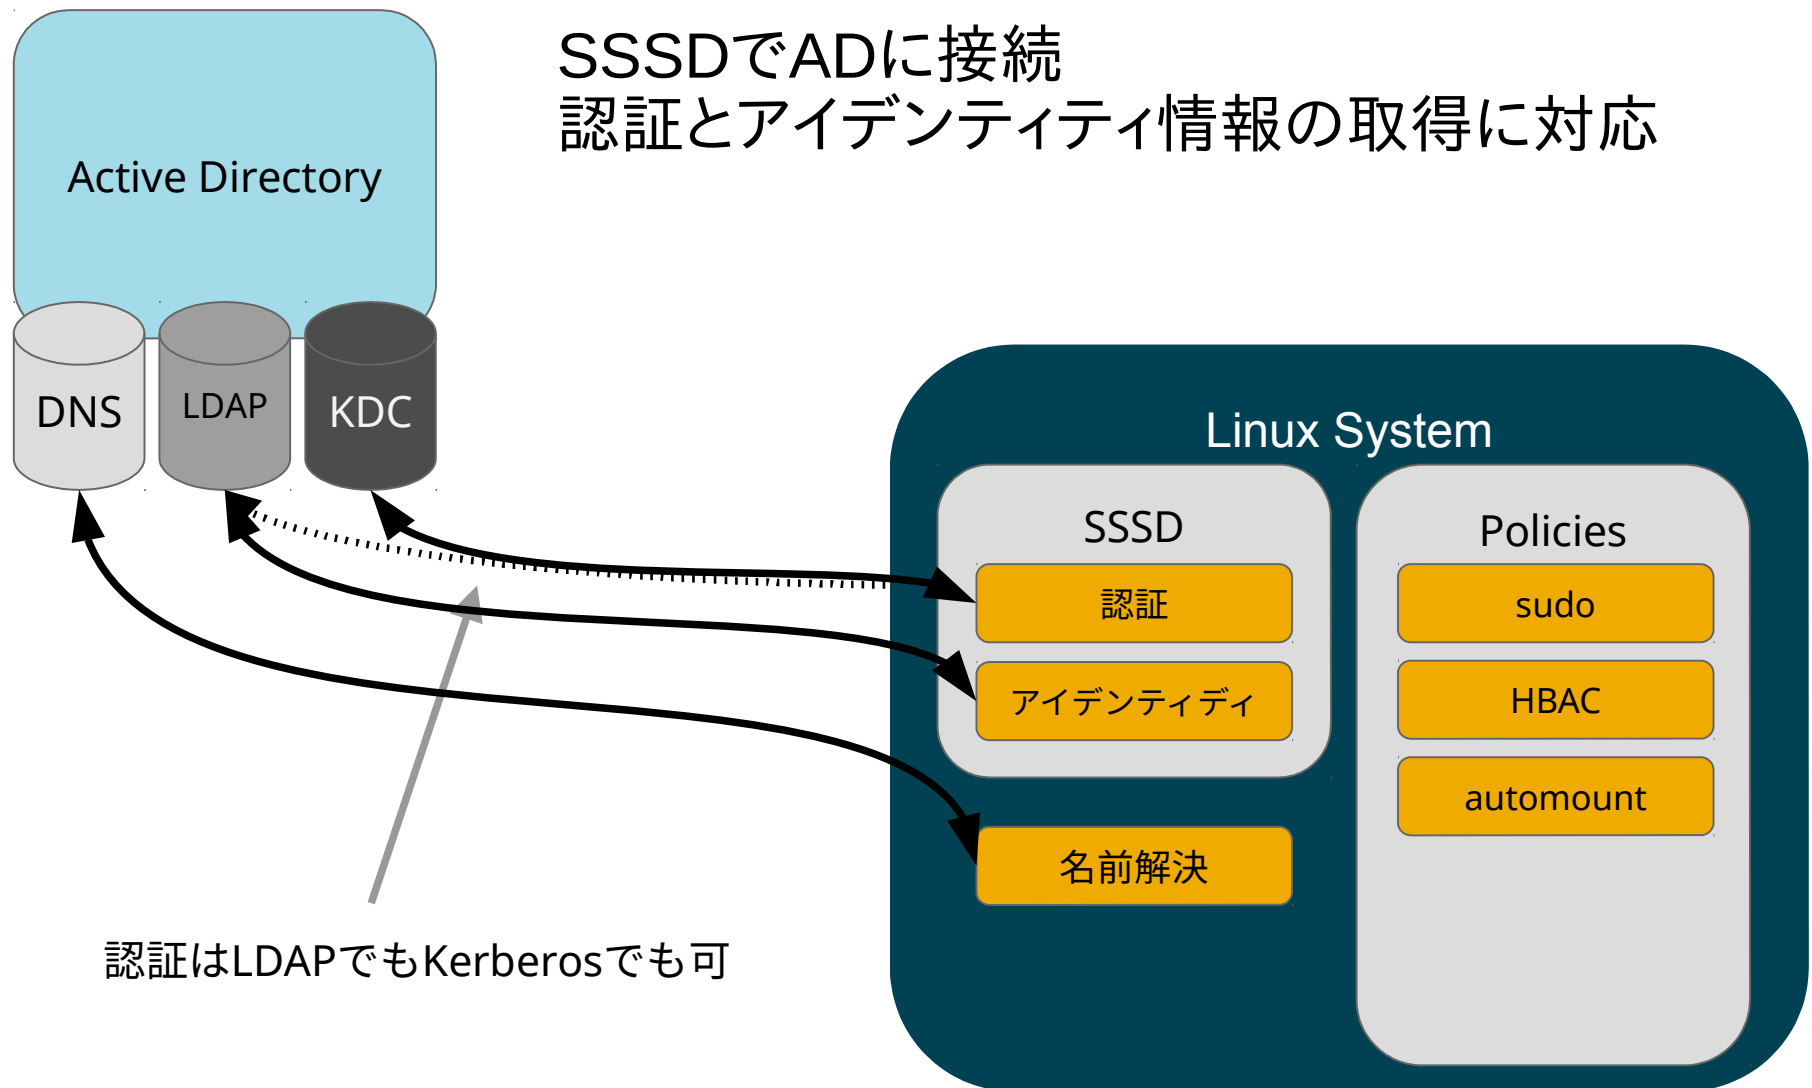 SSSDでADに接続
認証とアイデンティティ情報の取得に対応
Active Directory
DNS
LDAP
KDC
Linux System
SSSD
認証
アイデンティディ
名前解決
Policies
sudo
HBAC
automount
認証はLDAPでもKerberosでも可